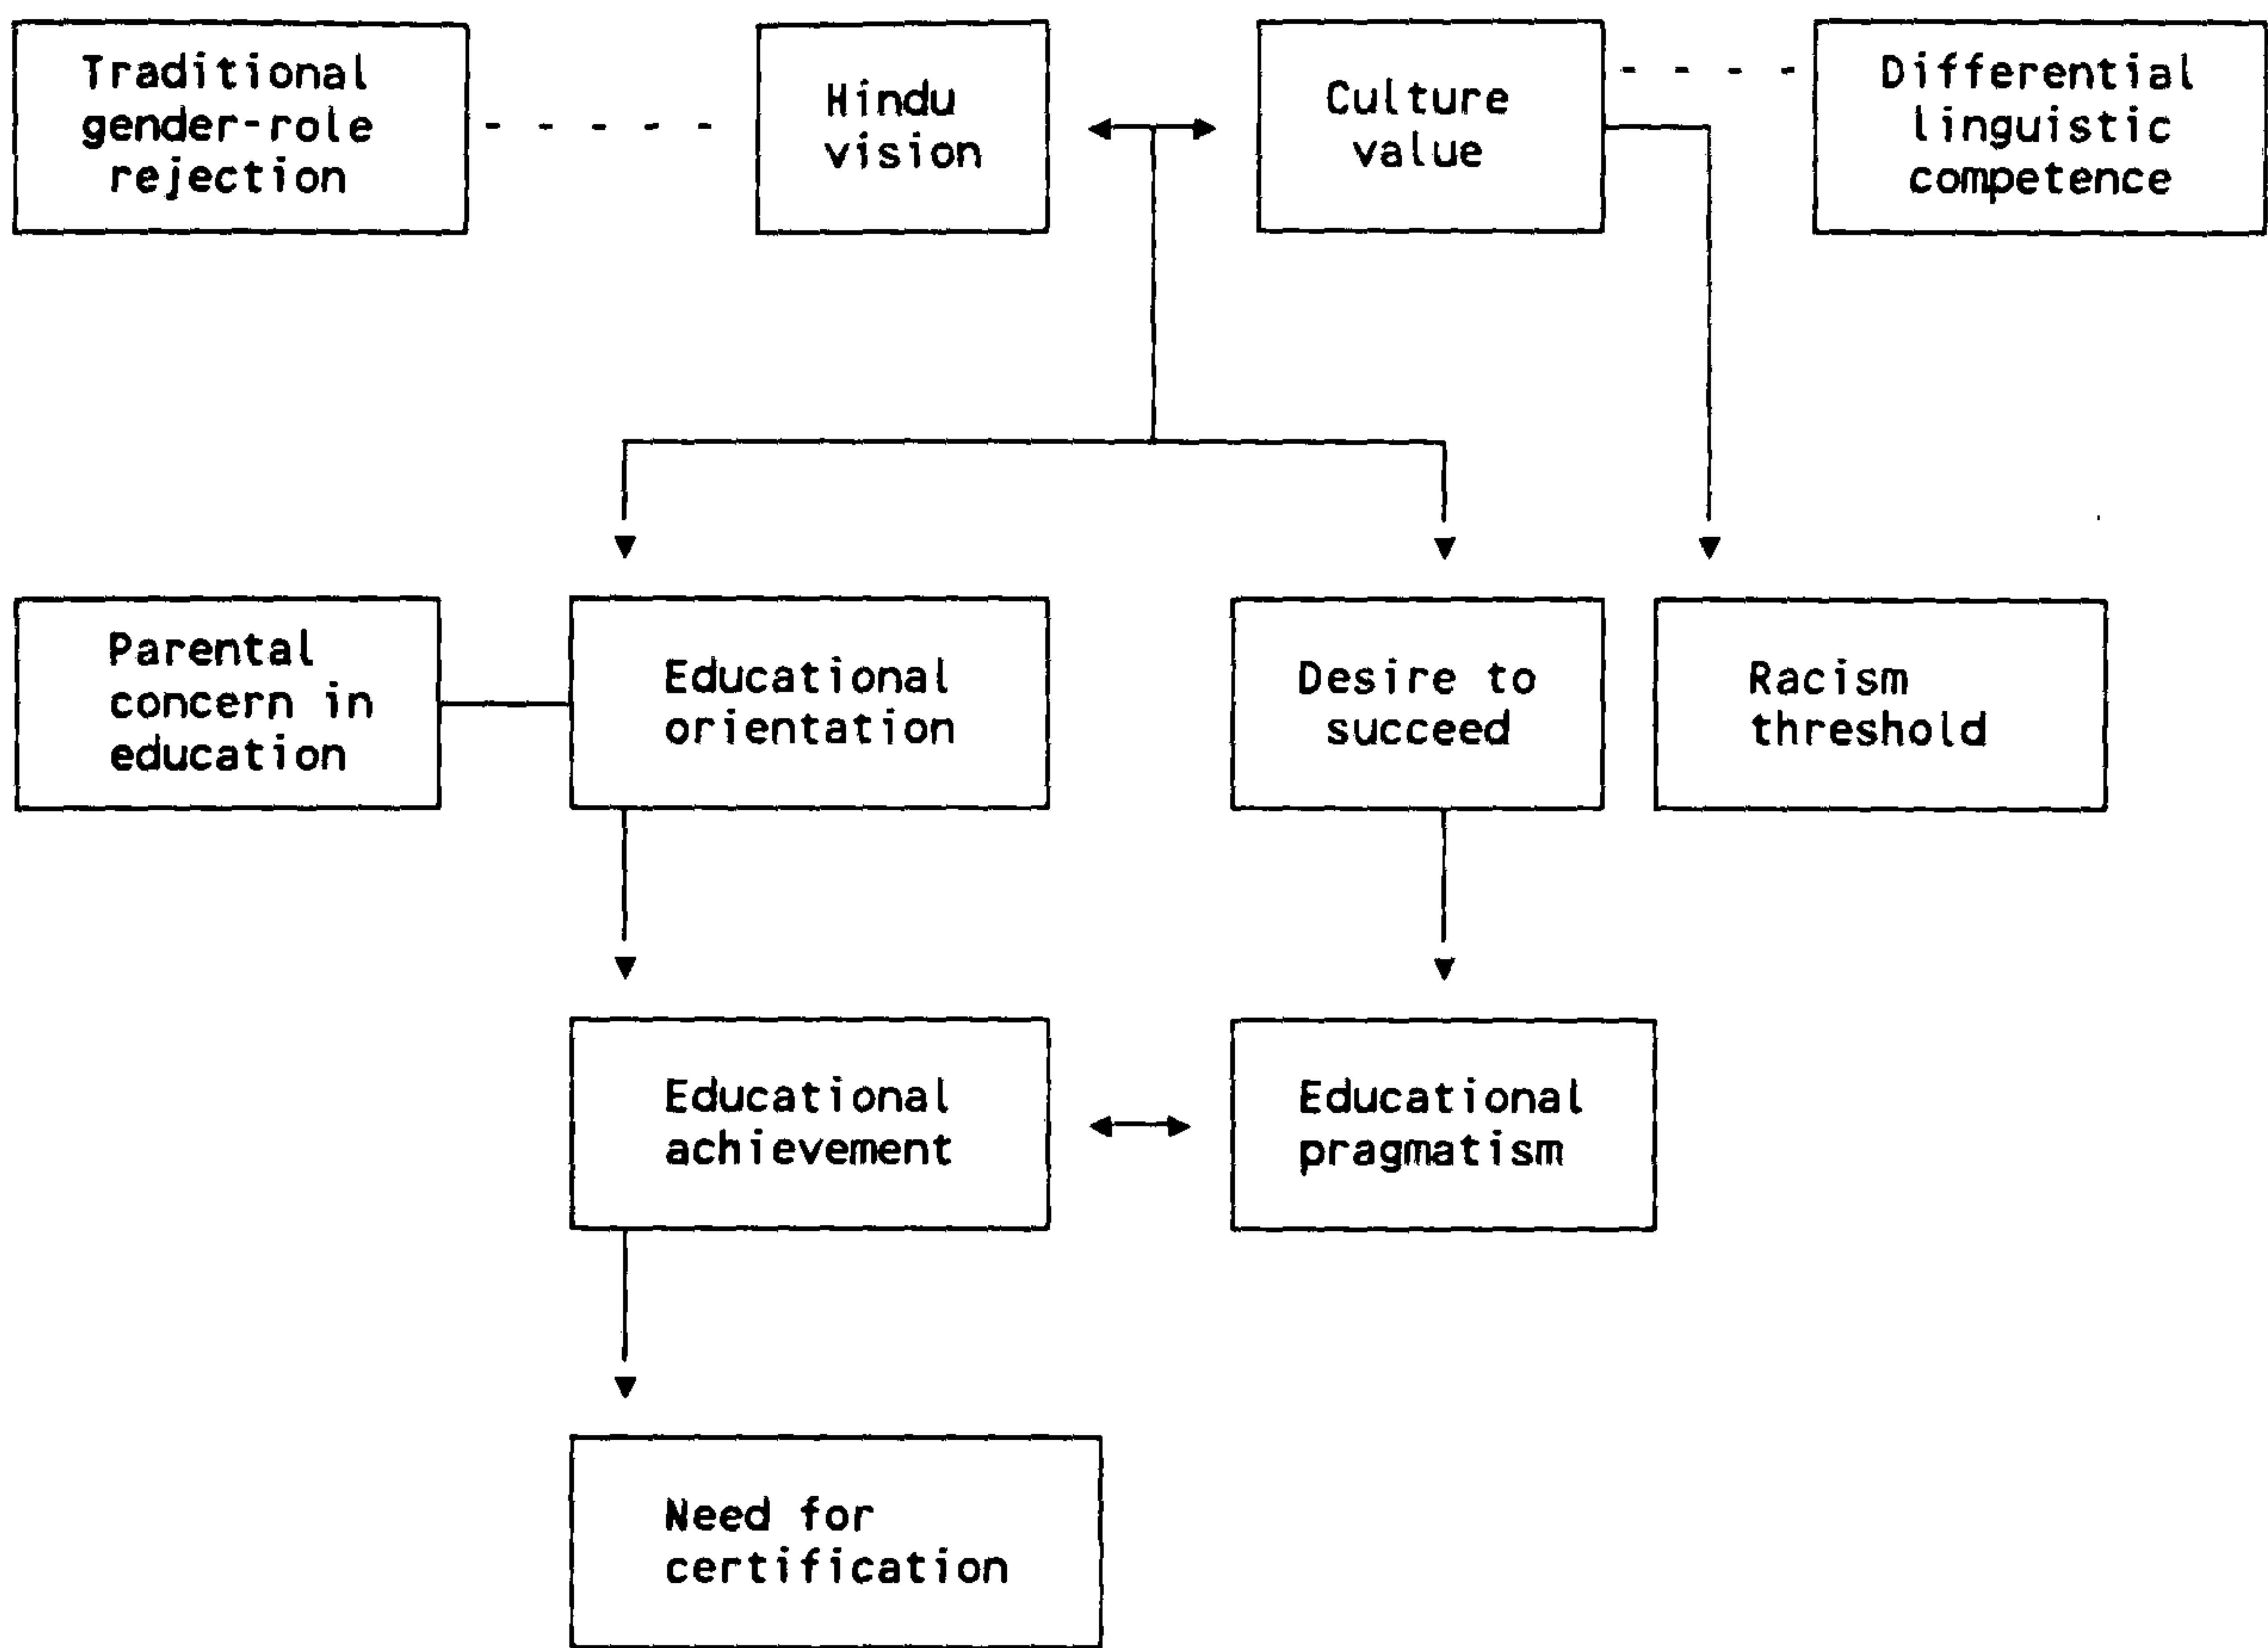 Traditional
gender-role
rejection
Hindu
vision
Culture
value
Differential
linguistic
competence
Parental
concern in
education
Educational
orientation
Desire to
succeed
Racism
threshold
Educational
achievement
Educational
pragmatism
Need for
certification